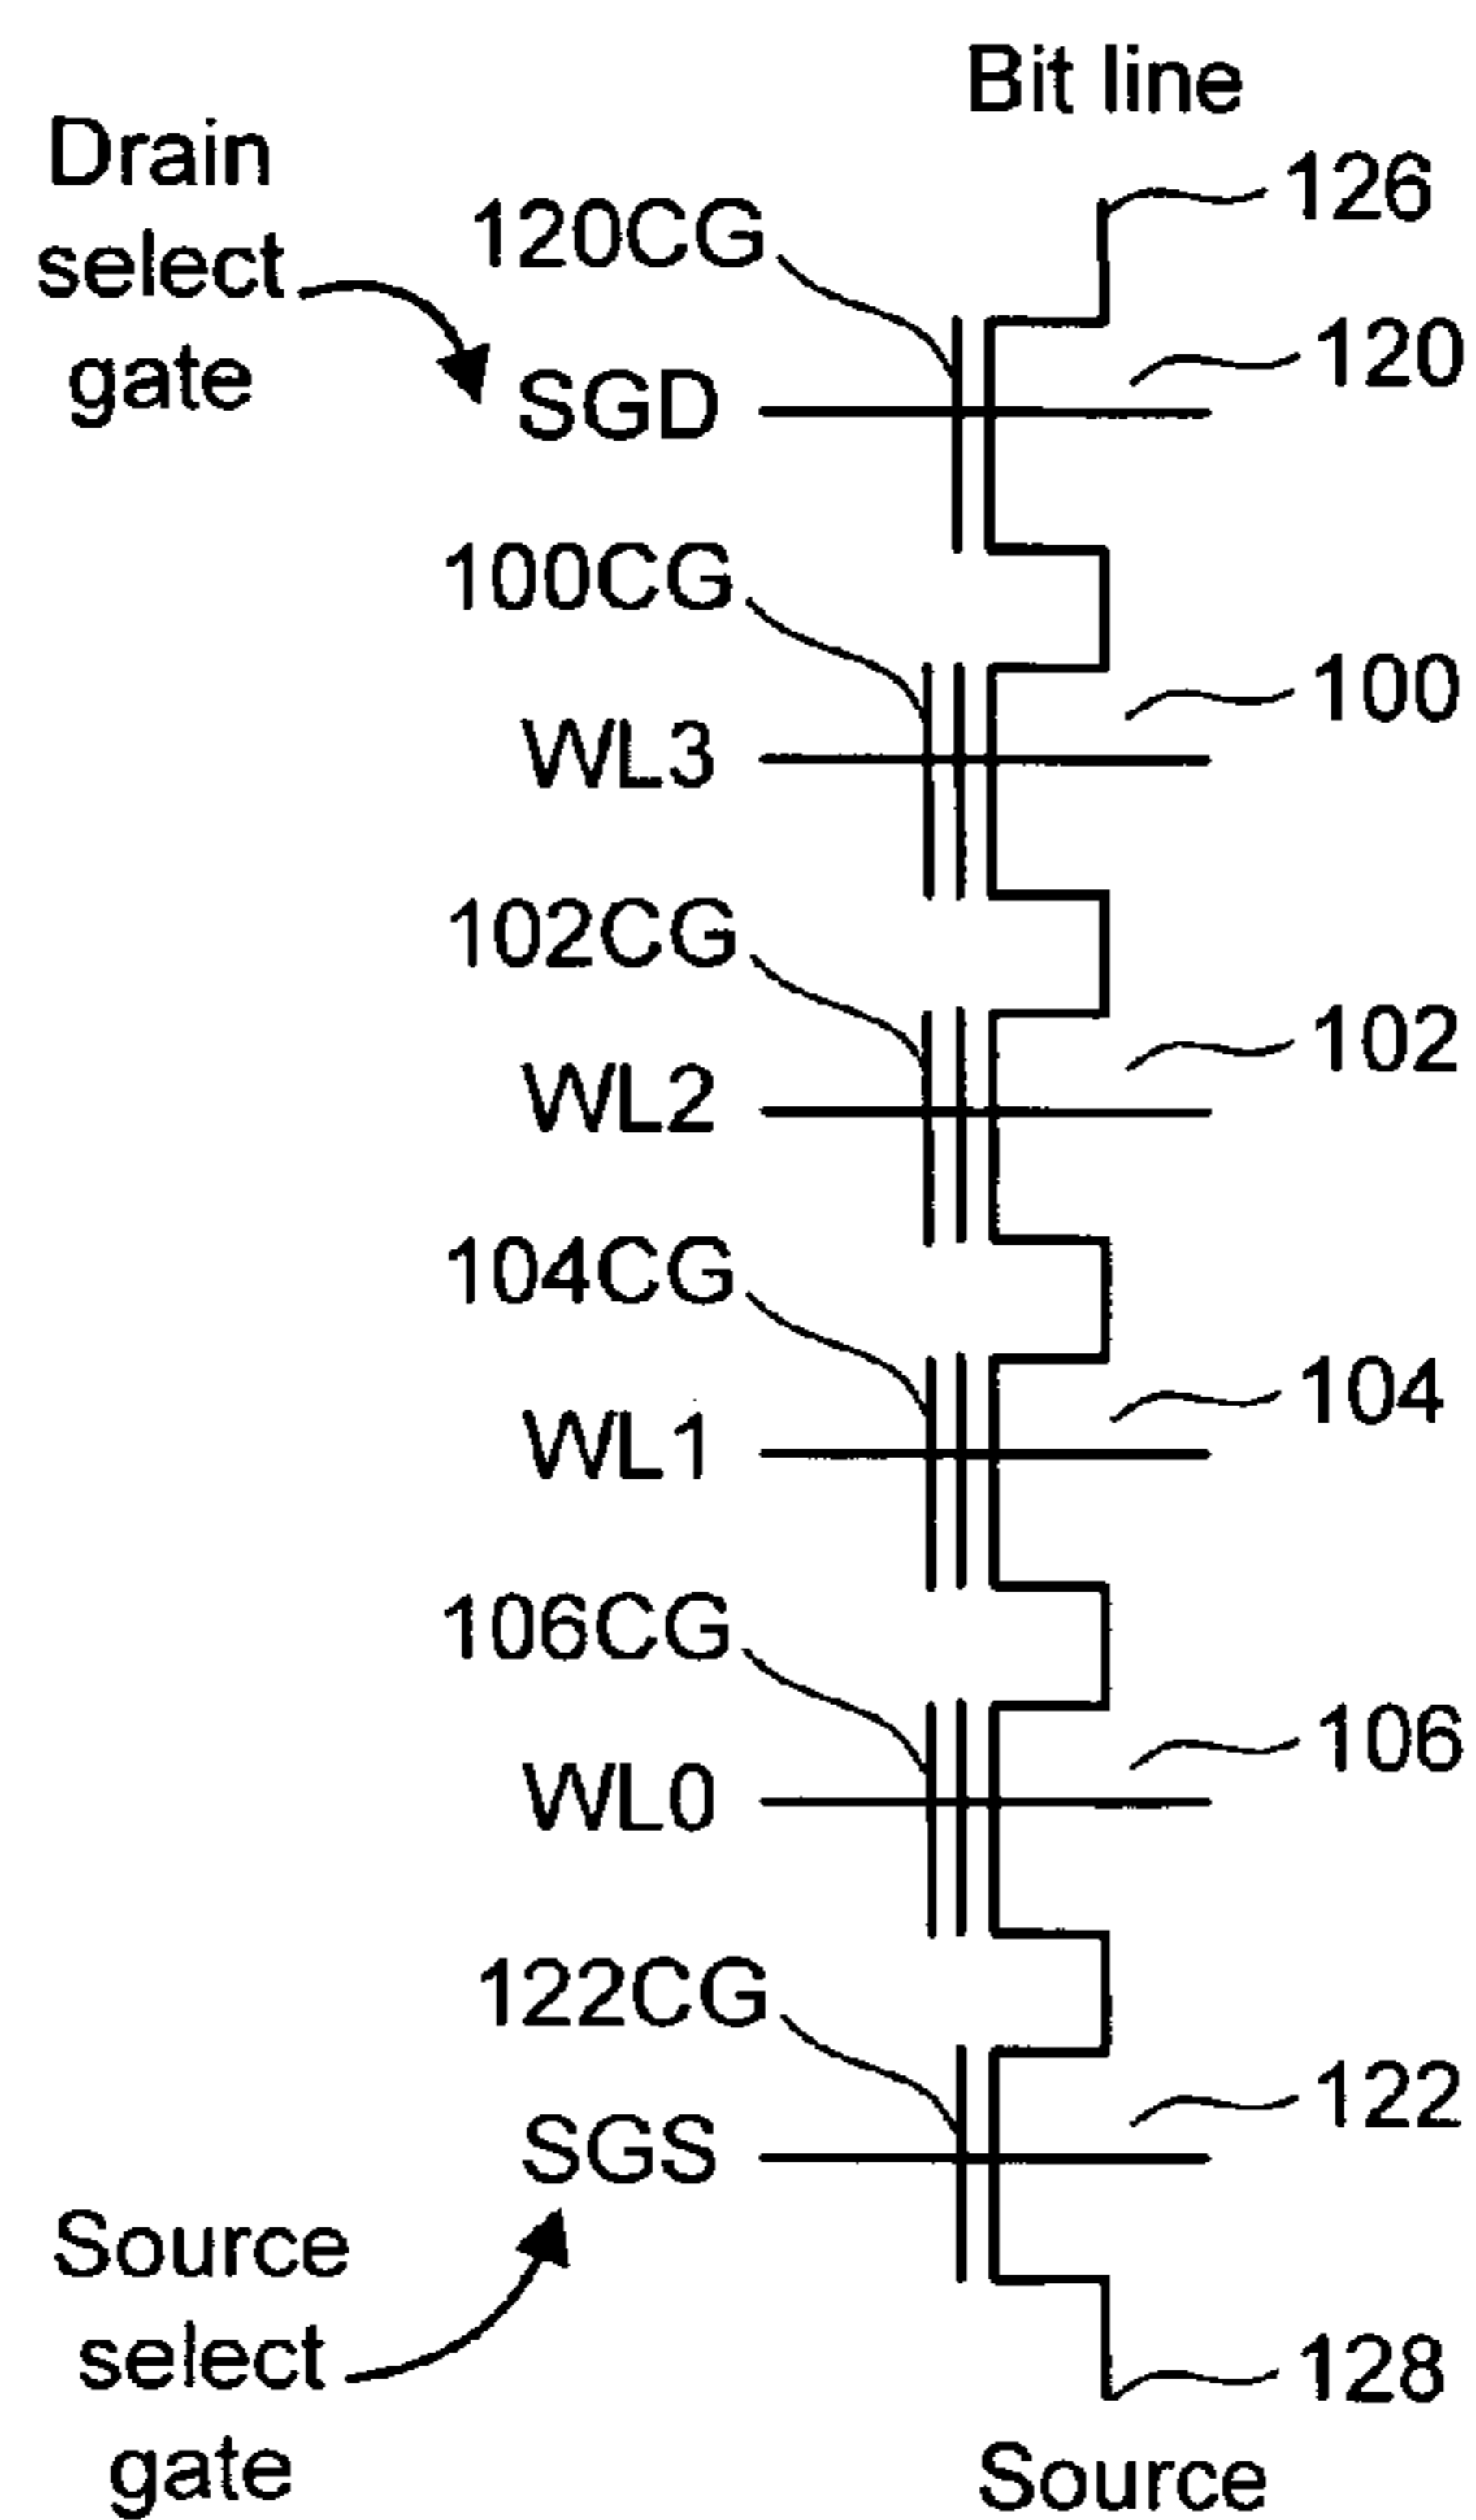 Bit line
126
Drain
select
gate
120CG
120
SGD
100CG
100
WL3
102CG
102
WL2
104CG
104
WL1
106CG
106
WL0
122CG
122
SGS
Source
select
gate
128
Source